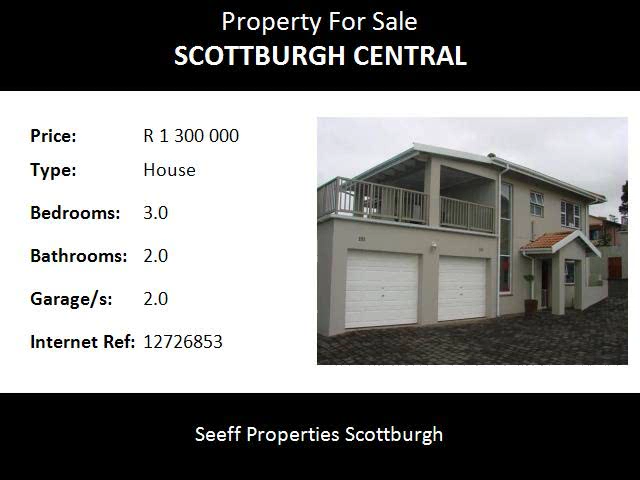 Property For Sale
SCOTTBURGH CENTRAL
Price: R 1 300 000
Type: House
Bedrooms: 3.0
Bathrooms: 2.0
Garage/s: 2.0
Internet Ref: 12726853
Seeff Properties Scottburgh